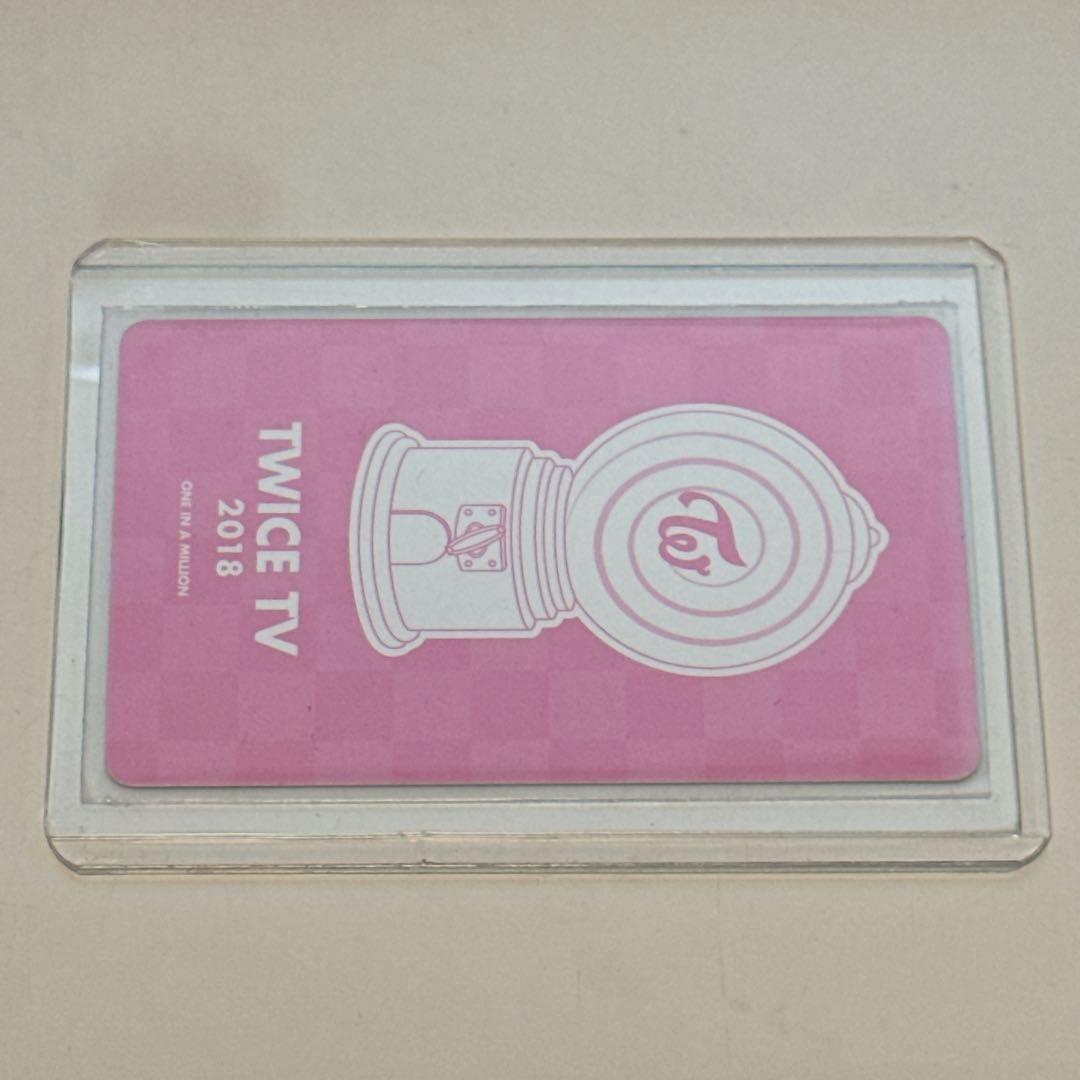 TWICE TV
2018
ONE IN A MILLION